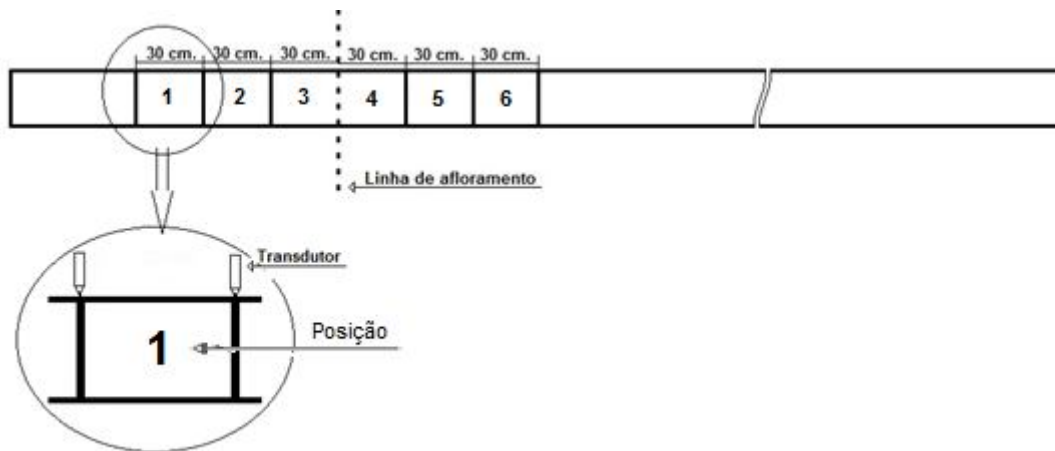 30 cm. 30 cm. 30 cm. 30 cm. 30 cm. 30 cm.
1 2 3 4 5 6
Linha de afloramento
Transdutor
1
Posição